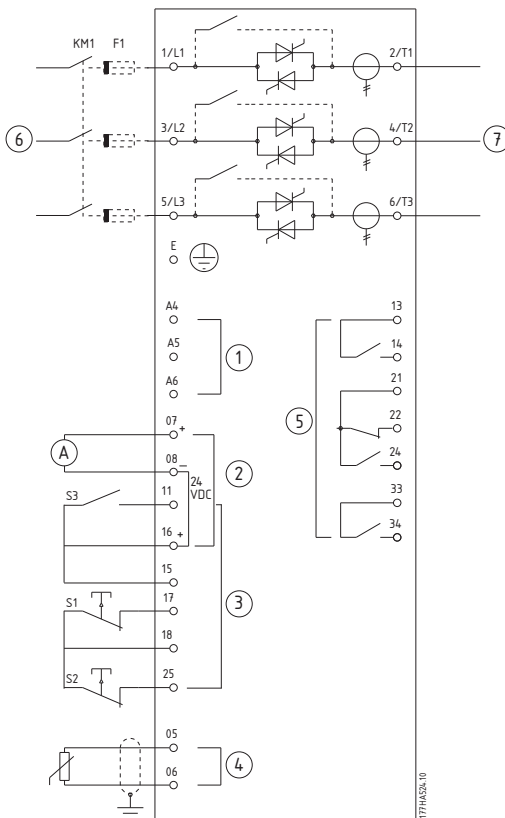 KM1 F1 1/L1 2/T1
6 3/L2 4/T2 7
5/L3 6/T3
E
A4 13
A5 1 14
A6 21
07 + 5 22
A 08 – 2 24
24
VDC
S3 11 33
16 + 34
15
S1 17 3
18
S2 25
05
4
06
177HA524.10